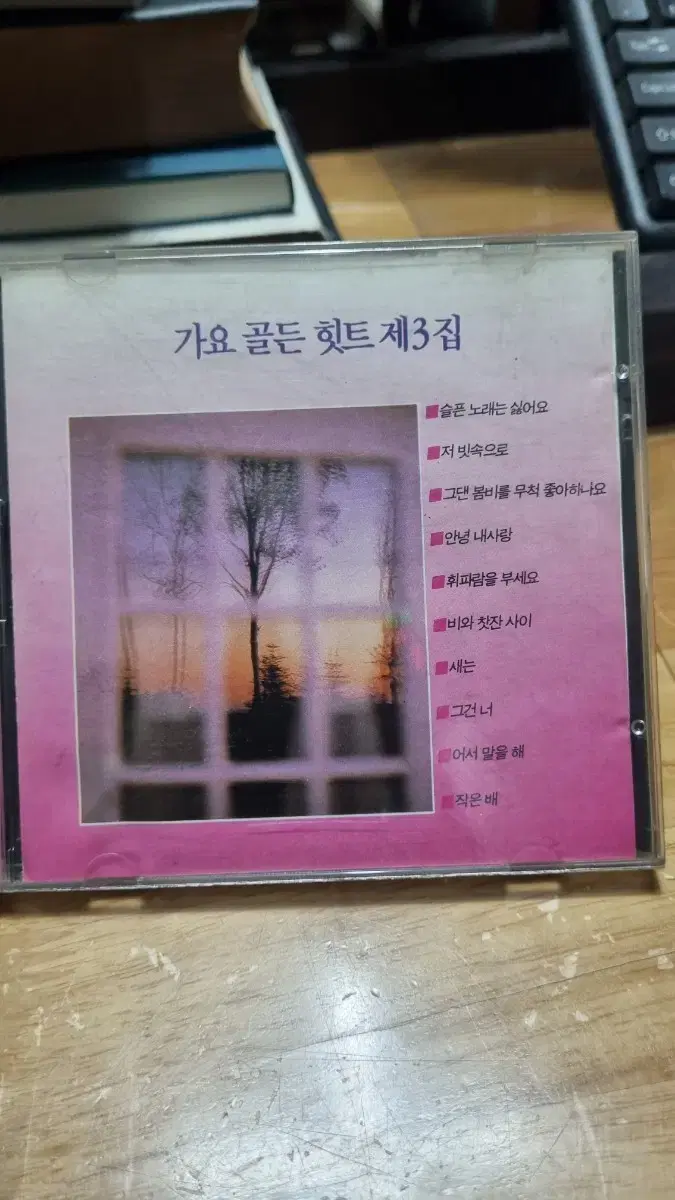 가요 골든 힛트 제3집
슬픈 노래는 싫어요
저 빗속으로
그댄 봄비를 무척 좋아하나요
안녕 내사랑
휘파람을 부세요
비와 찻잔 사이
새는
그건 너
어서 말을 해
작은 배